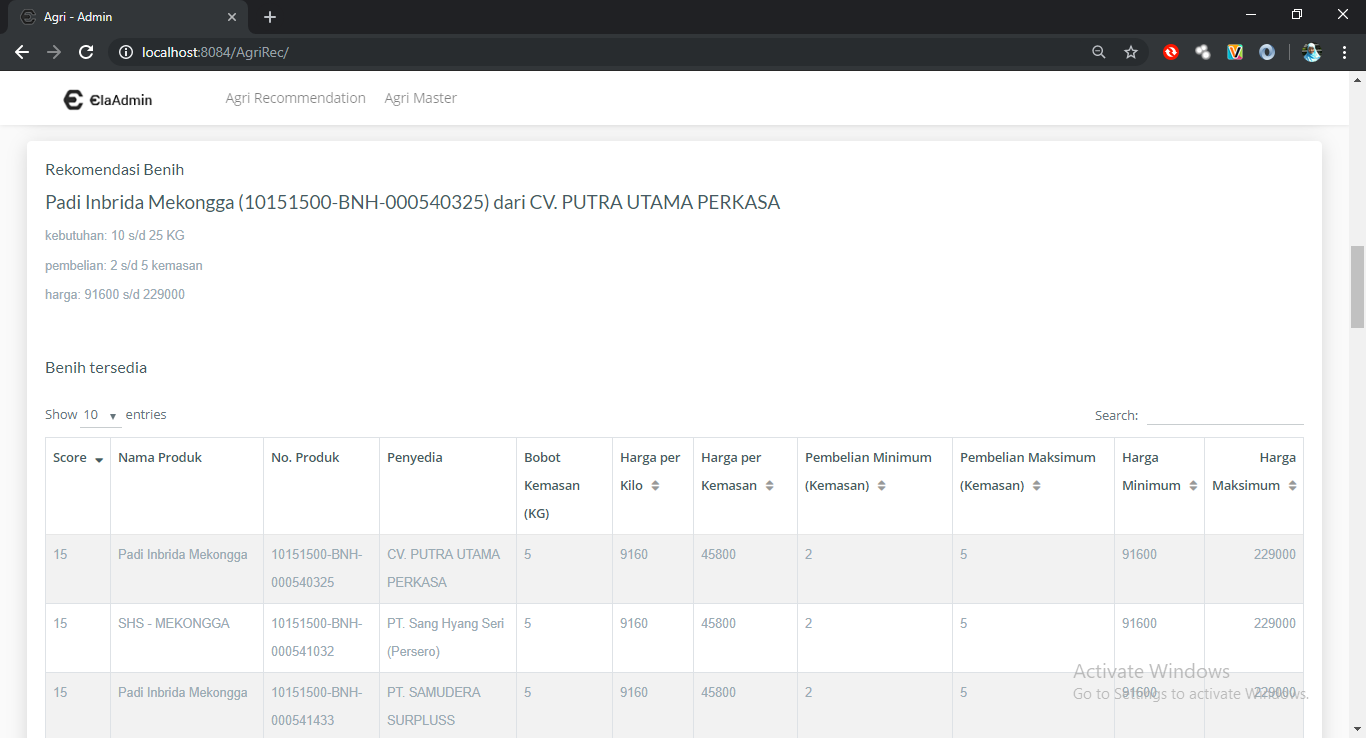 Agri - Admin
localhost:8084/AgriRec/
ElaAdmin
Agri Recommendation Agri Master
Rekomendasi Benih
Padi Inbrida Mekongga (10151500-BNH-000540325) dari CV. PUTRA UTAMA PERKASA
kebutuhan: 10 s/d 25 KG
pembelian: 2 s/d 5 kemasan
harga: 91600 s/d 229000
Benih tersedia
Show 10 entries
Search:
Score Nama Produk No. Produk Penyedia Bobot Harga per Harga per Pembelian Minimum Pembelian Maksimum Harga Harga
Kemasan Kilo Kemasan (Kemasan) (Kemasan) Minimum Maksimum
(KG)
15 Padi Inbrida Mekongga 10151500-BNH- CV. PUTRA UTAMA 5 9160 45800 2 5 91600 229000
000540325 PERKASA
15 SHS - MEKONGGA 10151500-BNH- PT. Sang Hyang Seri 5 9160 45800 2 5 91600 229000
000541032 (Persero)
15 Padi Inbrida Mekongga 10151500-BNH- PT. SAMUDERA 5 9160 45800 2 5 91600 229000
000541433 SURPLUSS
Activate Windows
Go to Settings to activate Windows.